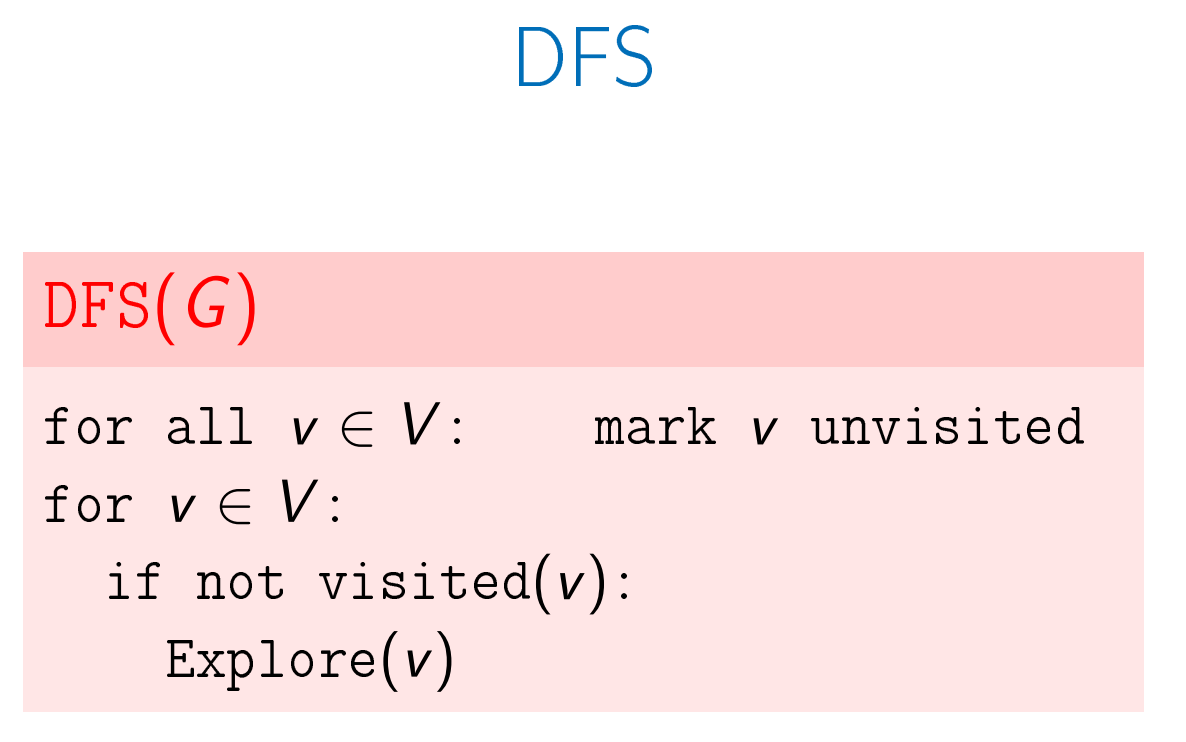 DFS
DFS(G)
for all v ∈ V: mark v unvisited
for v ∈ V:
if not visited(v):
Explore(v)